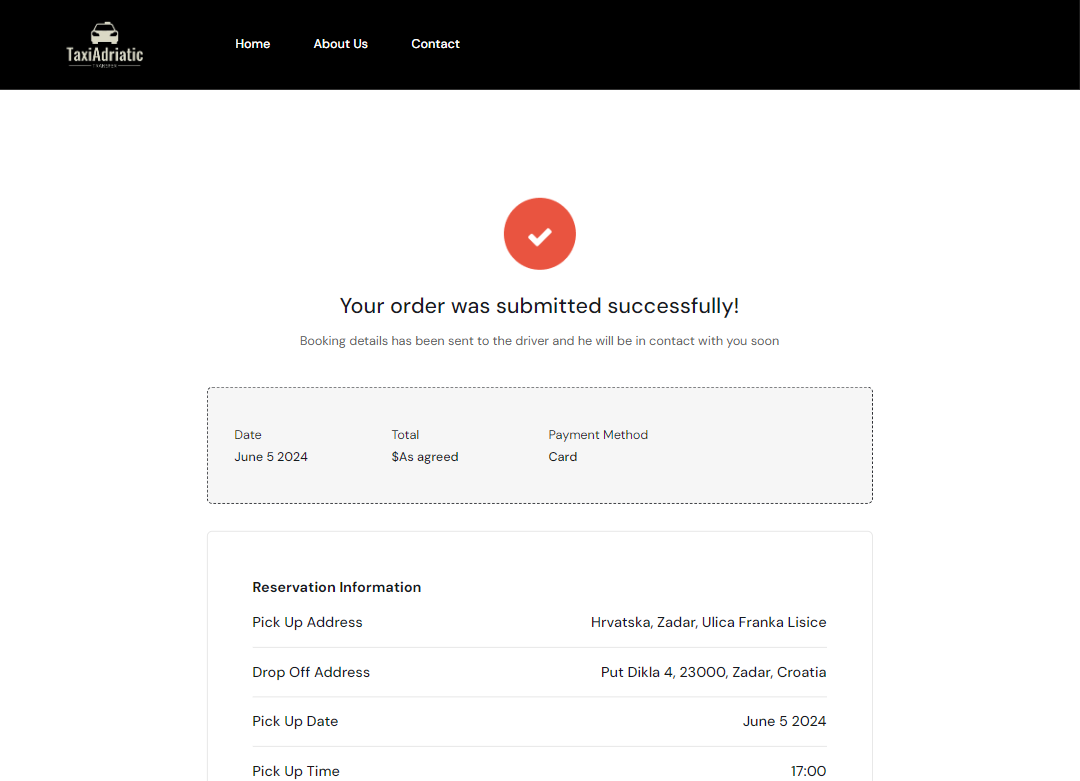 TaxiAdriatic
TRANSFER
Home
About Us
Contact
Your order was submitted successfully!
Booking details has been sent to the driver and he will be in contact with you soon
Date
Total
Payment Method
June 5 2024
$As agreed
Card
Reservation Information
Pick Up Address
Hrvatska, Zadar, Ulica Franka Lisice
Drop Off Address
Put Dikla 4, 23000, Zadar, Croatia
Pick Up Date
June 5 2024
Pick Up Time
17:00